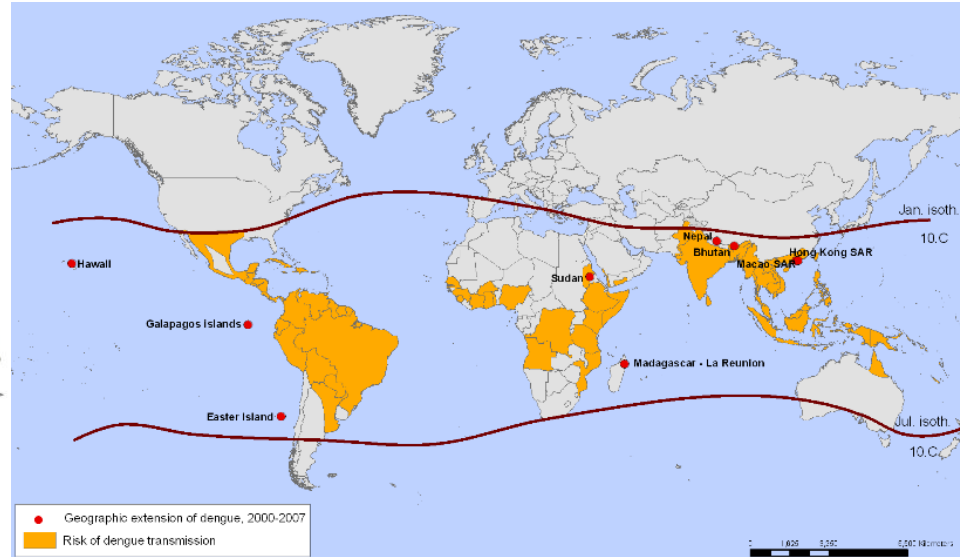 Jan. isoth.
10.C
Nepal
Bhutan
Hong Kong SAR
Macao SAR
Hawaii
Sudan
Galapagos Islands
Madagascar - La Reunion
Easter Island
Jul. isoth.
10.C
Geographic extension of dengue, 2000-2007
Risk of dengue transmission